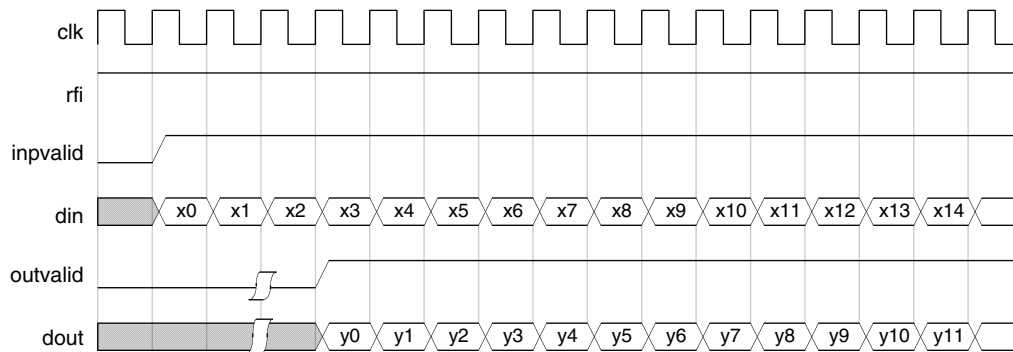 clk
rfi
inpvalid
din x0 x1 x2 x3 x4 x5 x6 x7 x8 x9 x10 x11 x12 x13 x14
outvalid
dout y0 y1 y2 y3 y4 y5 y6 y7 y8 y9 y10 y11